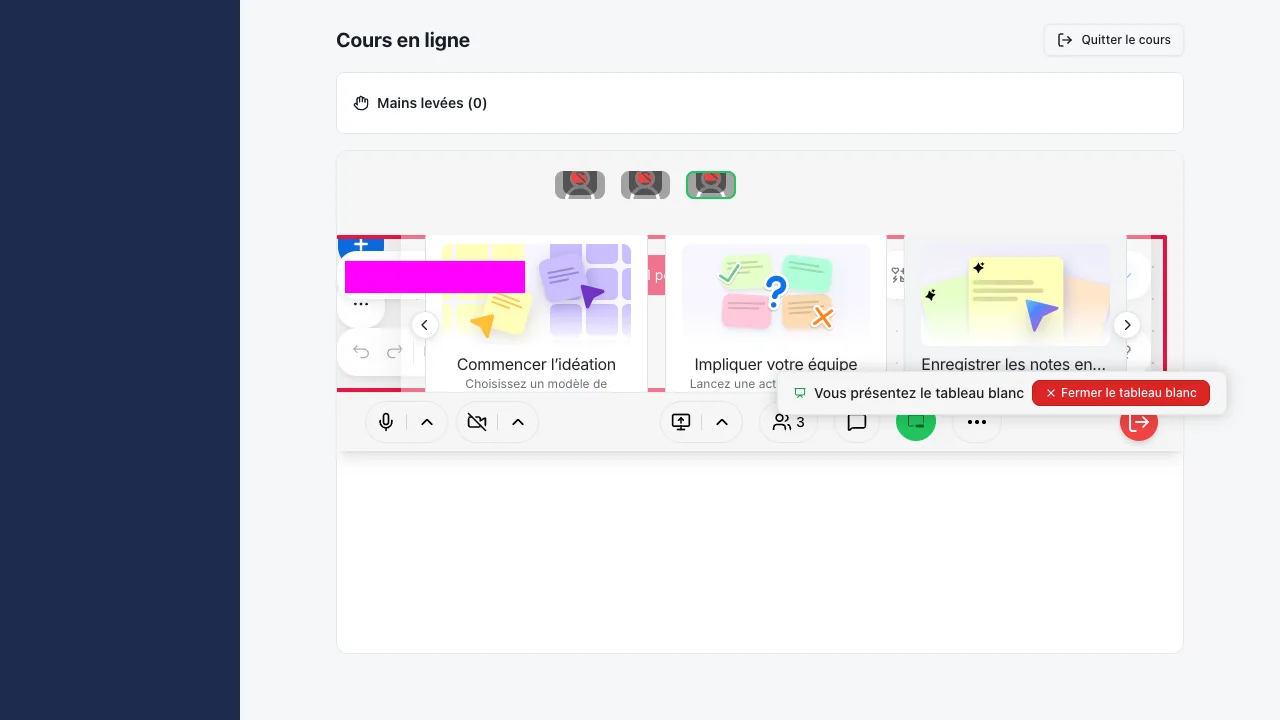 Cours en ligne
Quitter le cours
Mains levées (0)
Commencer l’idéation
Choisissez un modèle de
Impliquer votre équipe
Lancez une act
Enregistrer les notes en...
Vous présentez le tableau blanc
Fermer le tableau blanc
3